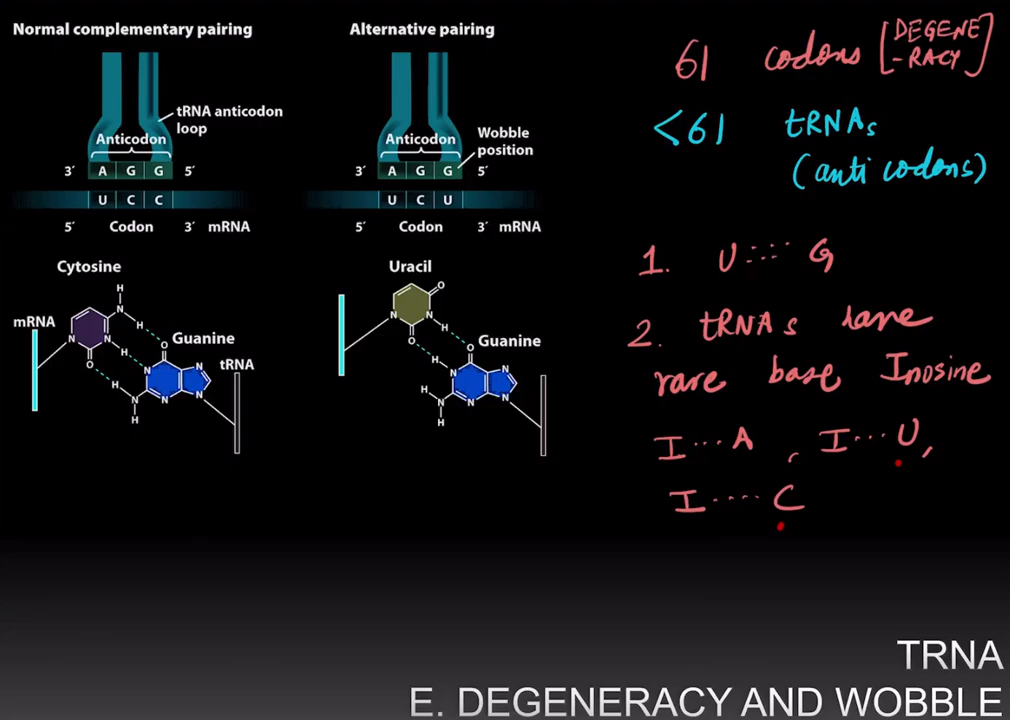 Normal complementary pairing
tRNA anticodon
loop
Anticodon
3´ A G G 5´
U C C
5´ Codon 3´ mRNA
Alternative pairing
Wobble
position
Anticodon
3´ A G G 5´
U C U
5´ Codon 3´ mRNA
Cytosine
mRNA
H
N
H
N
N
H
O
H
N
H
Guanine
O
N
N
N
N
tRNA
Uracil
O
N
H
N
O
H
Guanine
O
N
N
N
N
H
N
H
61 codons [DEGENE
-RACY]
<61 tRNAs
(anti codons)
1. U G
2. tRNAs have
rare base Inosine
I....A, I....U,
I.....C
TRNA
E. DEGENERACY AND WOBBLE